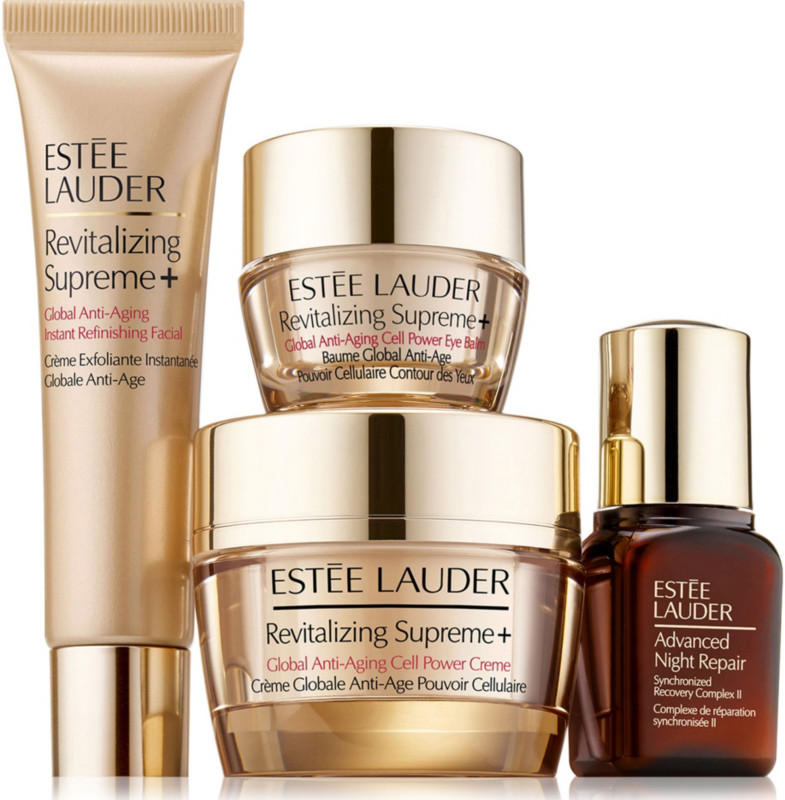 ESTĒE
LAUDER
Revitalizing
Supreme+
Global Anti-Aging
Instant Refinishing Facial
Crème Exfoliante Instantanée
Globale Anti-Age
ESTĒE LAUDER
Revitalizing Supreme+
Global Anti-Aging Cell Power Eye Balm
Baume Global Anti-Age
Pouvoir Cellulaire Contour des Yeux
ESTĒE LAUDER
Revitalizing Supreme+
Global Anti-Aging Cell Power Creme
Crème Globale Anti-Age Pouvoir Cellulaire
ESTĒE
LAUDER
Advanced
Night Repair
Synchronized
Recovery Complex II
Complexe de réparation
synchronisée II